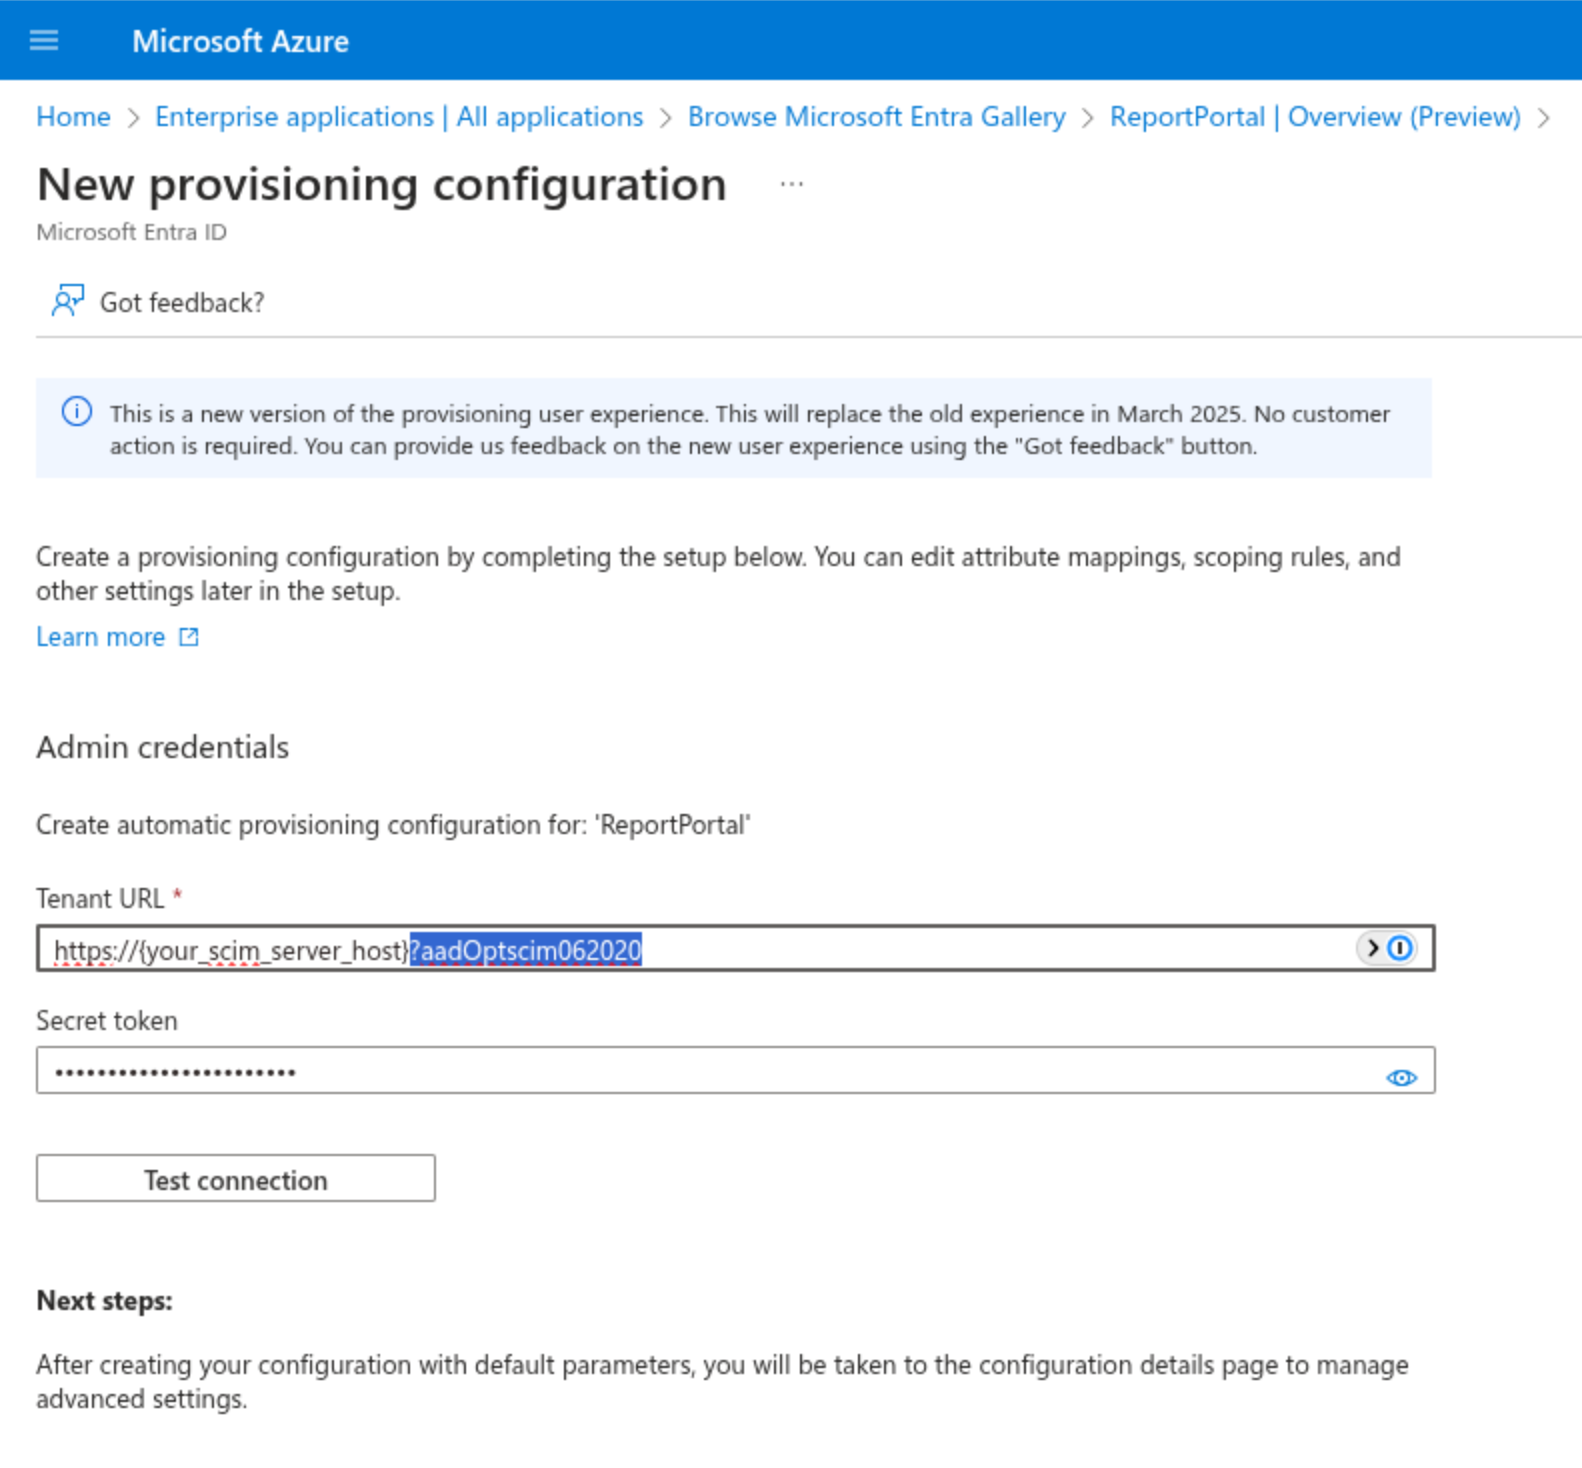 Microsoft Azure
Home > Enterprise applications | All applications > Browse Microsoft Entra Gallery > ReportPortal | Overview (Preview) >
New provisioning configuration ...
Microsoft Entra ID
Got feedback?
This is a new version of the provisioning user experience. This will replace the old experience in March 2025. No customer
action is required. You can provide us feedback on the new user experience using the "Got feedback" button.
Create a provisioning configuration by completing the setup below. You can edit attribute mappings, scoping rules, and
other settings later in the setup.
Learn more
Admin credentials
Create automatic provisioning configuration for: 'ReportPortal'
Tenant URL *
https://{your_scim_server_host}?aadOptscim062020
Secret token
•••••••••••••••••••••••
Test connection
Next steps:
After creating your configuration with default parameters, you will be taken to the configuration details page to manage
advanced settings.